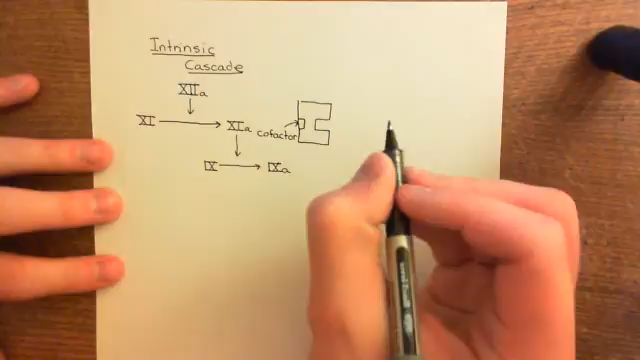 Intrinsic
Cascade
XIIa
XI XIa cofactor
IX IXa